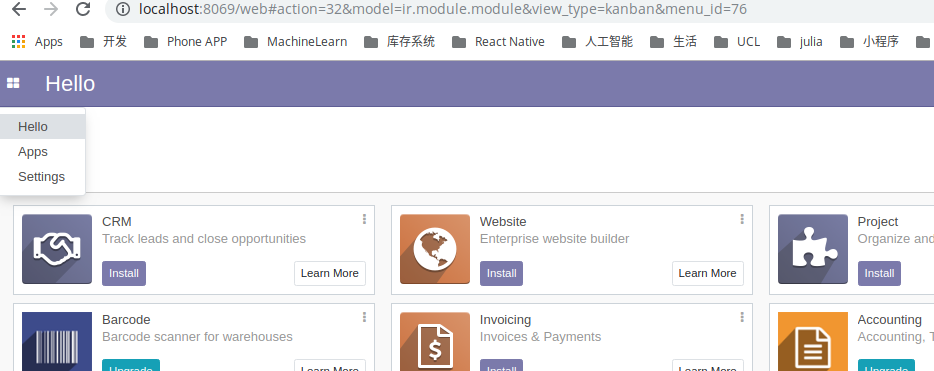 localhost:8069/web#action=32&model=ir.module.module&view_type=kanban&menu_id=76
Apps 开发 Phone APP MachineLearn 库存系统 React Native 人工智能 生活 UCL julia 小程序
Hello
Hello
Apps
Settings
CRM
Track leads and close opportunities
Install Learn More
Website
Enterprise website builder
Install Learn More
Project
Organize and
Install
Barcode
Barcode scanner for warehouses
Upgrade Learn More
Invoicing
Invoices & Payments
Install Learn More
Accounting
Accounting, T
Upgrade